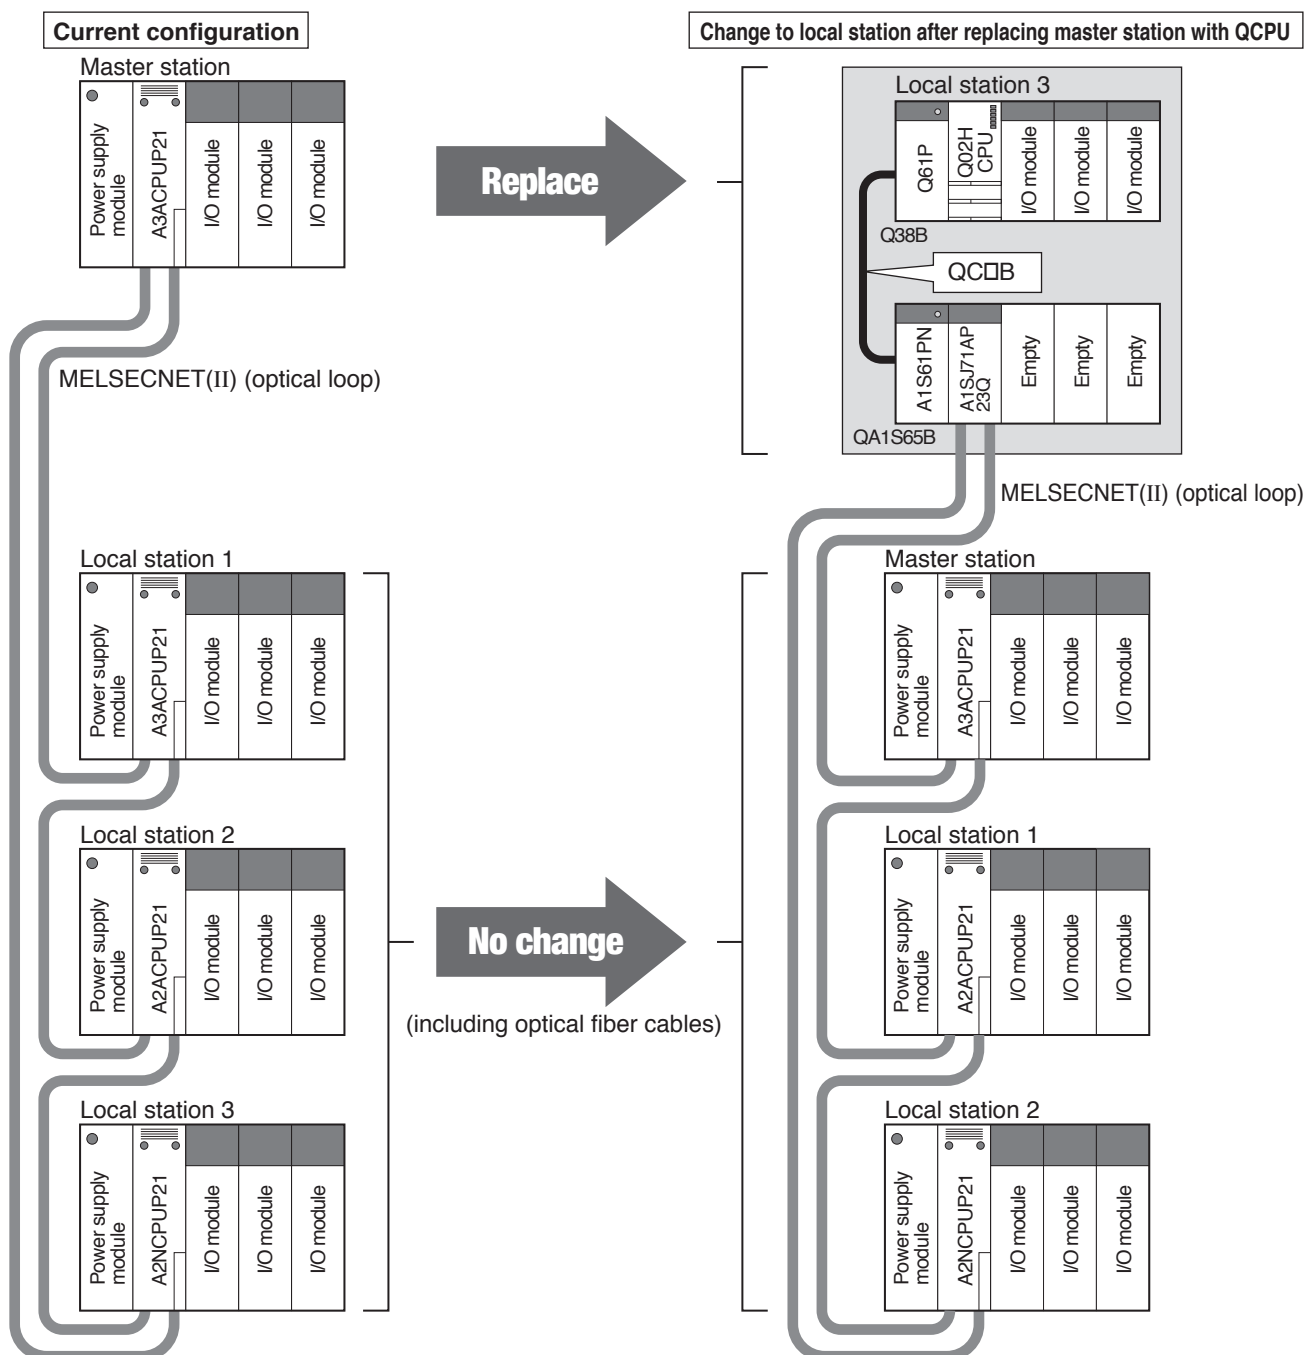 Current configuration
Change to local station after replacing master station with QCPU
Master station
Power supply
module
A3ACPUP21
I/O module
I/O module
I/O module
MELSECNET(II) (optical loop)
Replace
Local station 3
Q61P
Q02H
CPU
I/O module
I/O module
I/O module
Q38B
QC□B
A1S61PN
A1SJ71AP
23Q
Empty
Empty
Empty
QA1S65B
MELSECNET(II) (optical loop)
Local station 1
Power supply
module
A3ACPUP21
I/O module
I/O module
I/O module
Local station 2
Power supply
module
A2ACPUP21
I/O module
I/O module
I/O module
Local station 3
Power supply
module
A2NCPUP21
I/O module
I/O module
I/O module
No change
(including optical fiber cables)
Master station
Power supply
module
A3ACPUP21
I/O module
I/O module
I/O module
Local station 1
Power supply
module
A2ACPUP21
I/O module
I/O module
I/O module
Local station 2
Power supply
module
A2NCPUP21
I/O module
I/O module
I/O module